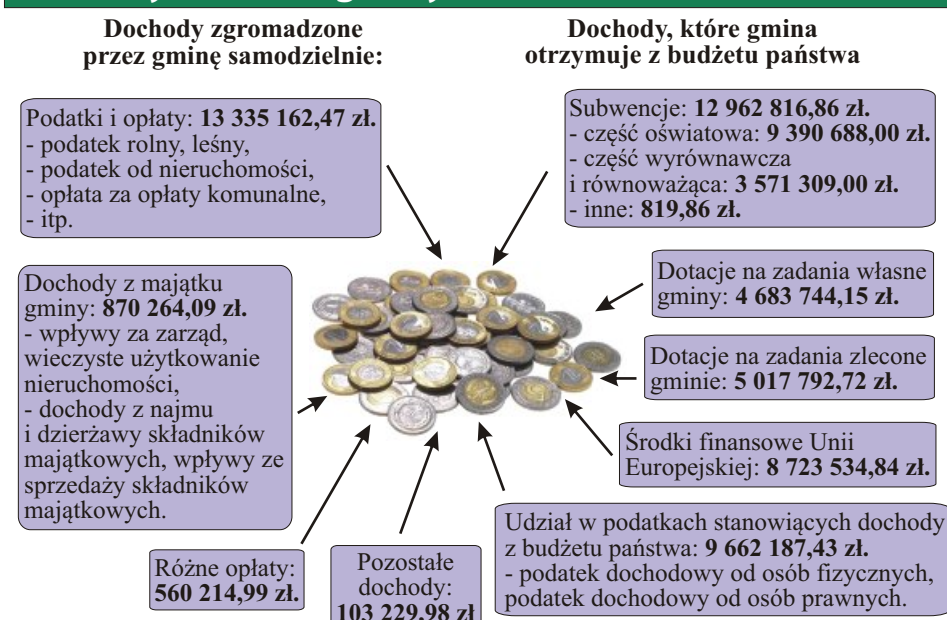 Dochody zgromadzone
przez gminę samodzielnie:
Dochody, które gmina
otrzymuje z budżetu państwa
Podatki i opłaty: 13 335 162,47 zł.
- podatek rolny, leśny,
- podatek od nieruchomości,
- opłata za opłaty komunalne,
- itp.
Subwencje: 12 962 816,86 zł.
- część oświatowa: 9 390 688,00 zł.
- część wyrównawcza
i równoważąca: 3 571 309,00 zł.
- inne: 819,86 zł.
Dochody z majątku
gminy: 870 264,09 zł.
- wpływy za zarząd,
wieczyste użytkowanie
nieruchomości,
- dochody z najmu
i dzierżawy składników
majątkowych, wpływy ze
sprzedaży składników
majątkowych.
Dotacje na zadania własne
gminy: 4 683 744,15 zł.
Dotacje na zadania zlecone
gminie: 5 017 792,72 zł.
Środki finansowe Unii
Europejskiej: 8 723 534,84 zł.
Różne opłaty:
560 214,99 zł.
Pozostałe
dochody:
103 229,98 zł
Udział w podatkach stanowiących dochody
z budżetu państwa: 9 662 187,43 zł.
- podatek dochodowy od osób fizycznych,
podatek dochodowy od osób prawnych.